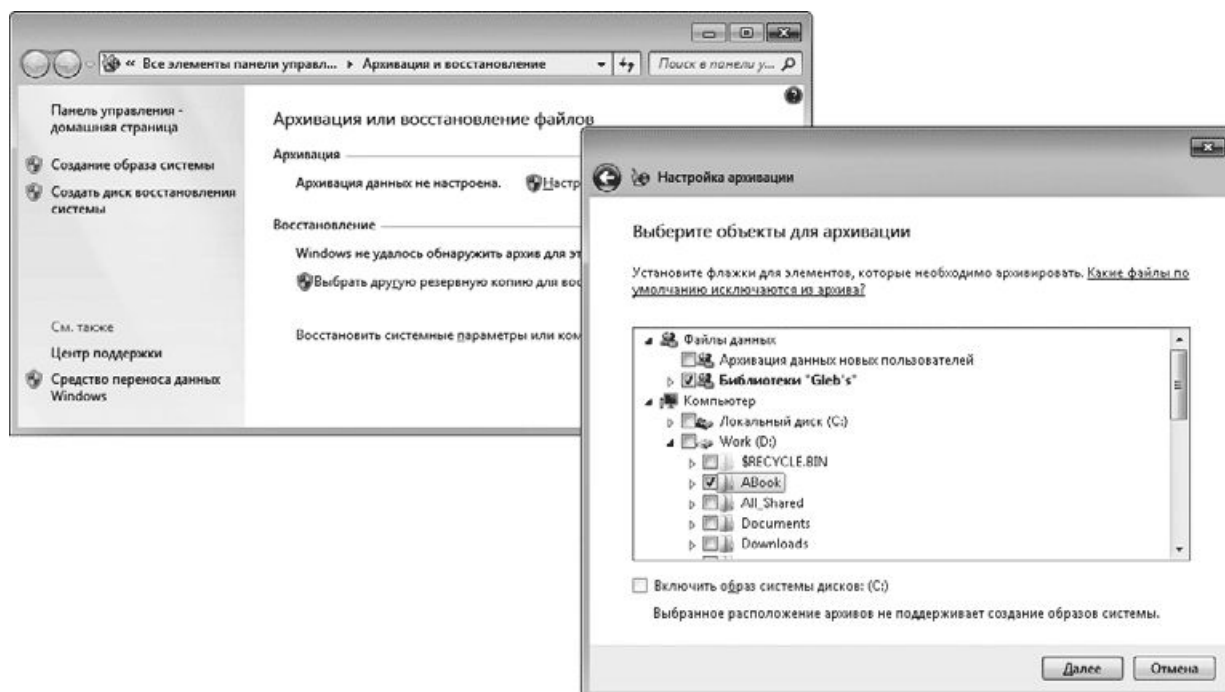 « Все элементы панели управл... ▸ Архивация и восстановление
Поиск в панели у...
Панель управления -
домашняя страница
Создание образа системы
Создать диск восстановления
системы
См. также
Центр поддержки
Средство переноса данных
Windows
Архивация или восстановление файлов
Архивация
Архивация данных не настроена. Настр
Восстановление
Windows не удалось обнаружить архив для эт
Выбрать другую резервную копию для вос
Восстановить системные параметры или ком
Настройка архивации
Выберите объекты для архивации
Установите флажки для элементов, которые необходимо архивировать. Какие файлы по
умолчанию исключаются из архива?
Файлы данных
Архивация данных новых пользователей
Библиотеки "Gleb's"
Компьютер
Локальный диск (C:)
Work (D:)
$RECYCLE.BIN
ABook
All_Shared
Documents
Downloads
Включить образ системы дисков: (C:)
Выбранное расположение архивов не поддерживает создание образов системы.
Далее
Отмена